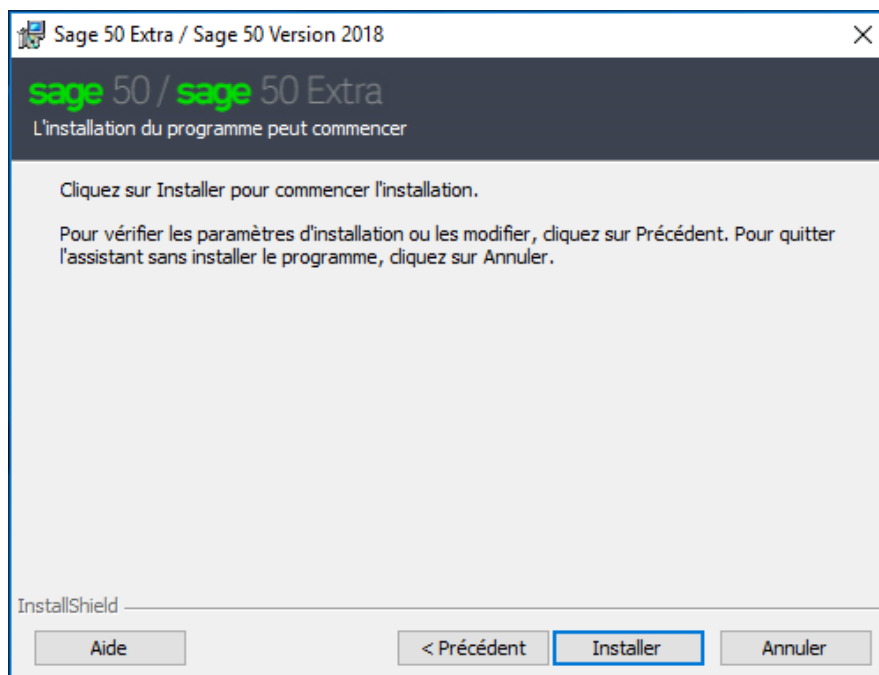 Sage 50 Extra / Sage 50 Version 2018
sage 50 / sage 50 Extra
L'installation du programme peut commencer
Cliquez sur Installer pour commencer l'installation.
Pour vérifier les paramètres d'installation ou les modifier, cliquez sur Précédent. Pour quitter
l'assistant sans installer le programme, cliquez sur Annuler.
InstallShield
Aide
< Précédent
Installer
Annuler